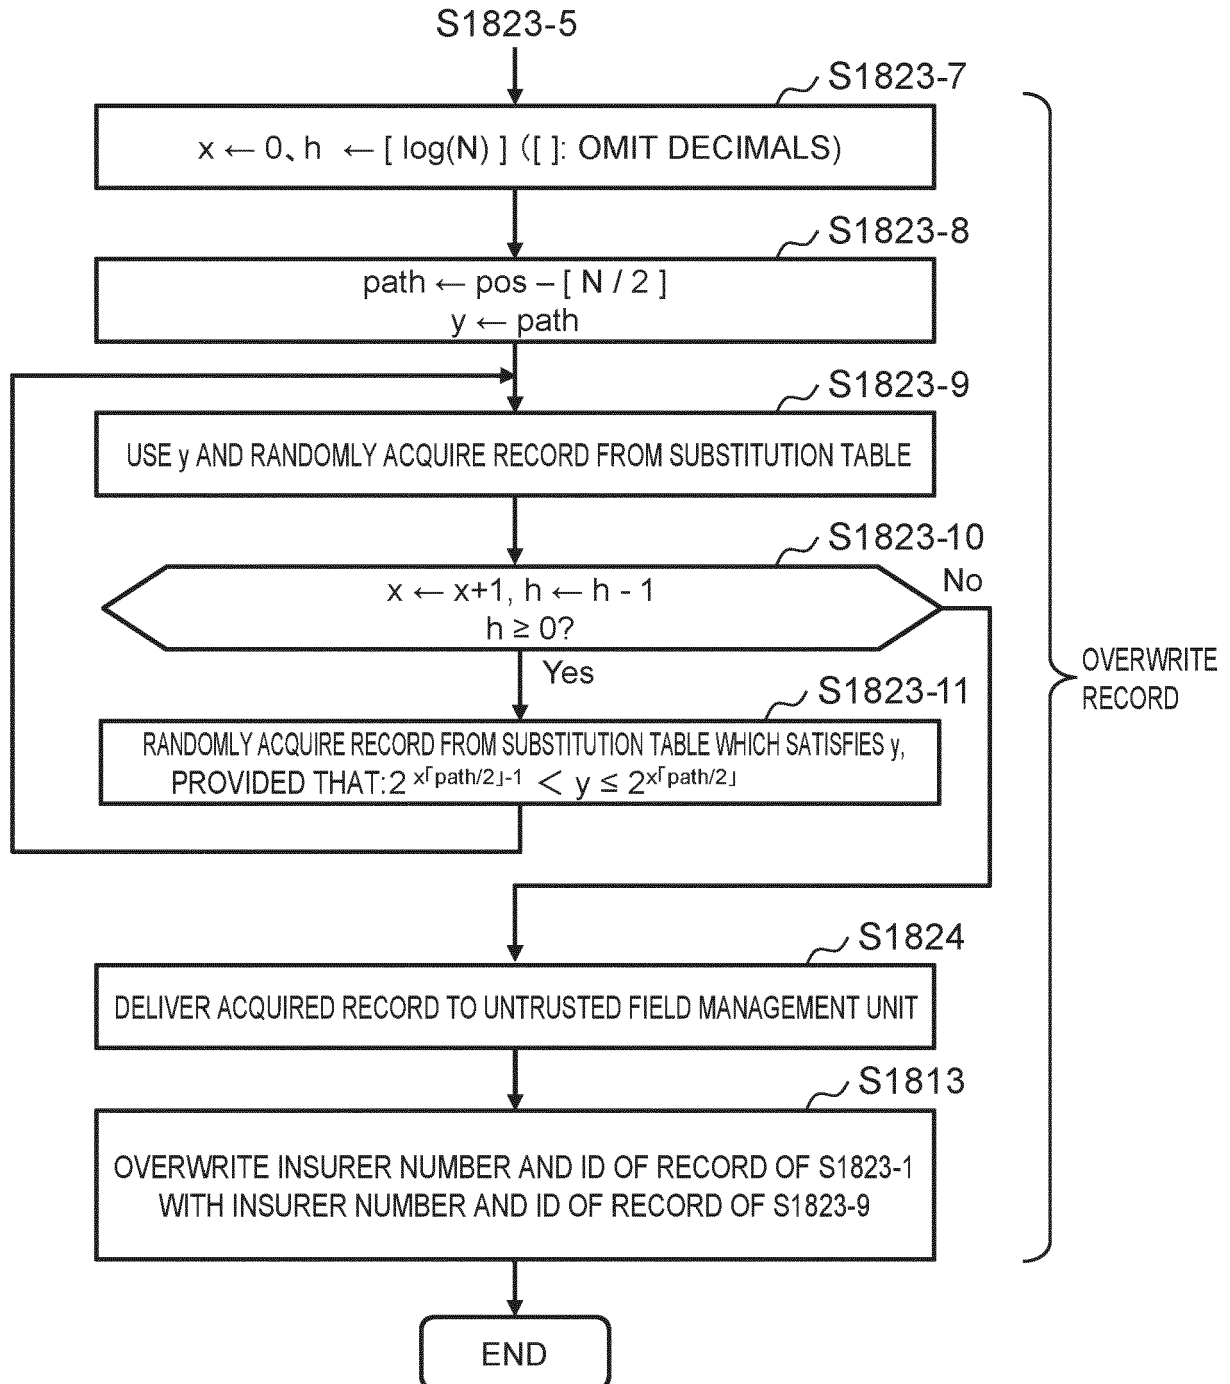 S1823-5
S1823-7
x ← 0、h ← [ log(N) ] ([ ]: OMIT DECIMALS)
S1823-8
path ← pos – [ N / 2 ]
y ← path
S1823-9
USE y AND RANDOMLY ACQUIRE RECORD FROM SUBSTITUTION TABLE
S1823-10
x ← x+1, h ← h - 1
h ≥ 0?
No
Yes
S1823-11
RANDOMLY ACQUIRE RECORD FROM SUBSTITUTION TABLE WHICH SATISFIES y,
PROVIDED THAT: 2 ^x「path/2」-1 < y ≤ 2^x「path/2」
OVERWRITE
RECORD
S1824
DELIVER ACQUIRED RECORD TO UNTRUSTED FIELD MANAGEMENT UNIT
S1813
OVERWRITE INSURER NUMBER AND ID OF RECORD OF S1823-1
WITH INSURER NUMBER AND ID OF RECORD OF S1823-9
END